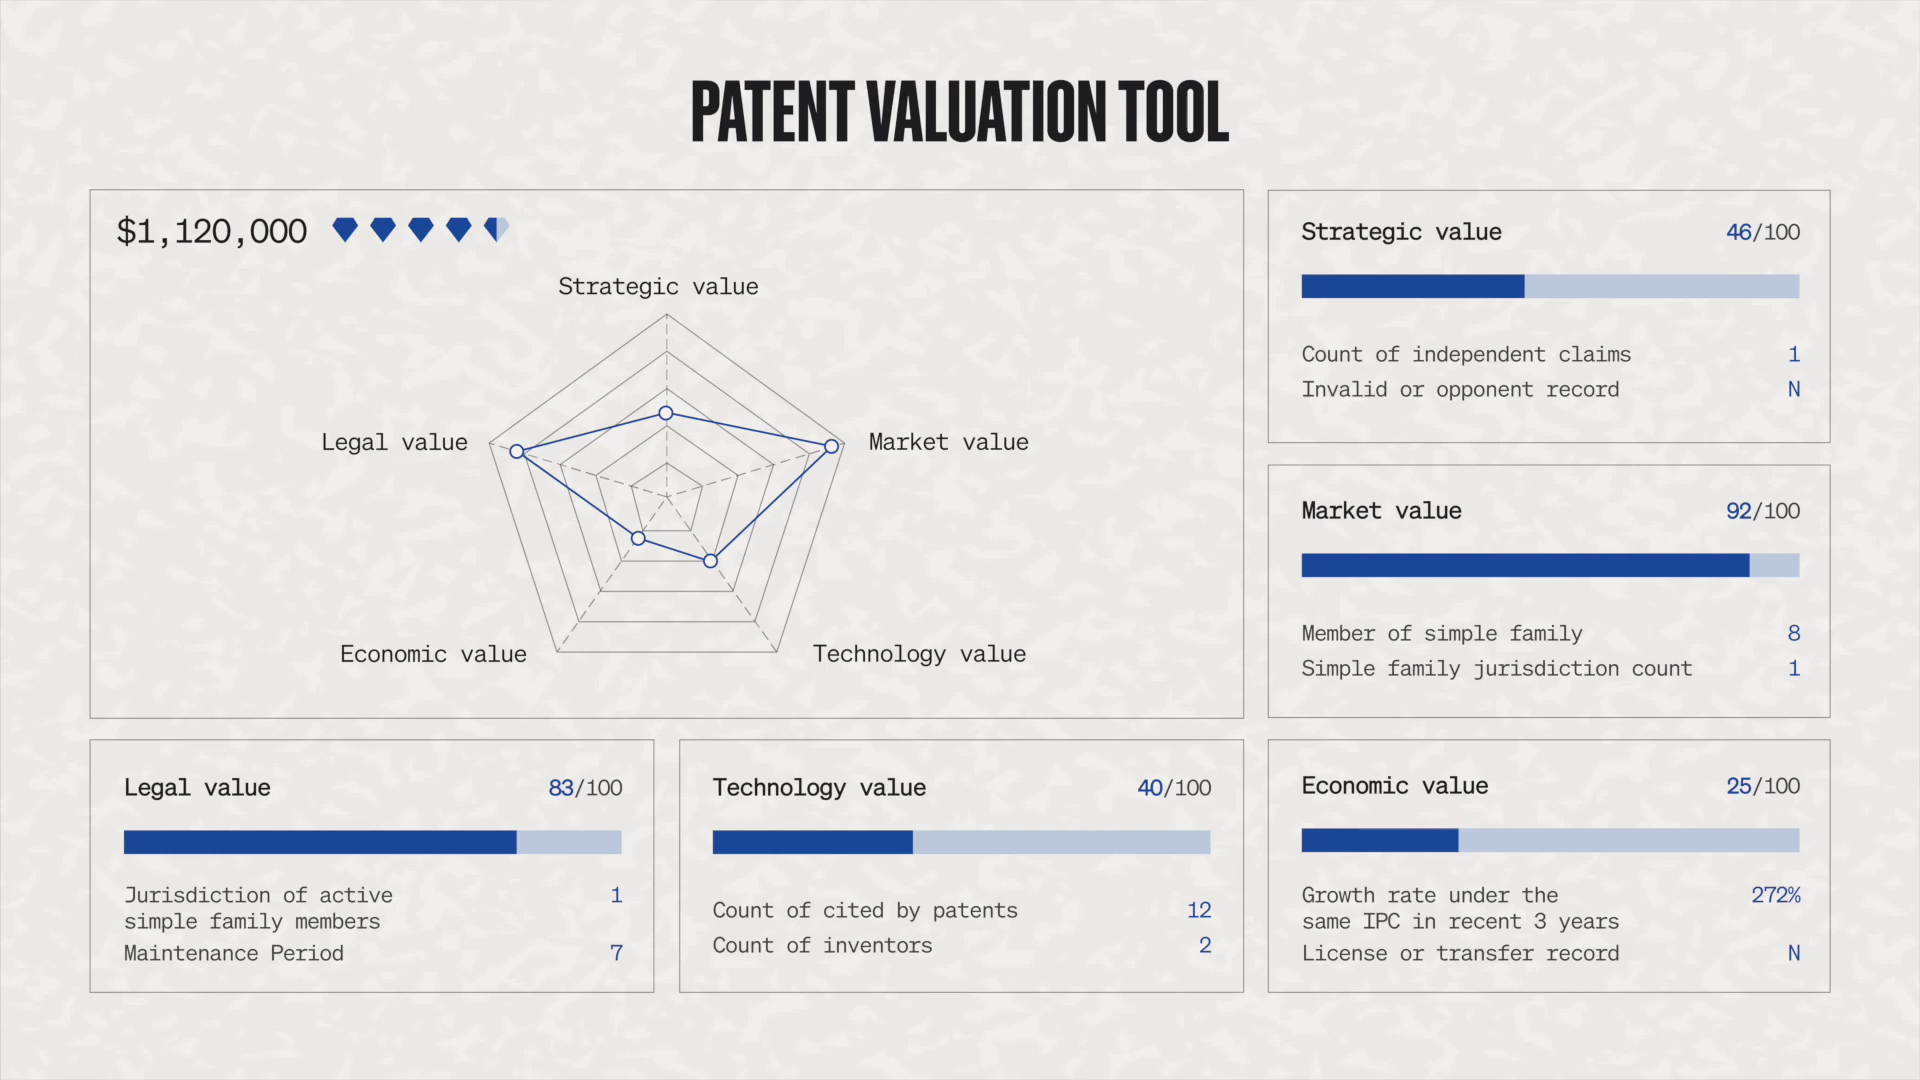 PATENT VALUATION TOOL
$1,120,000
Strategic value
Legal value
Market value
Economic value
Technology value
Strategic value 46/100
Count of independent claims 1
Invalid or opponent record N
Market value 92/100
Member of simple family 8
Simple family jurisdiction count 1
Legal value 83/100
Jurisdiction of active 1
simple family members
Maintenance Period 7
Technology value 40/100
Count of cited by patents 12
Count of inventors 2
Economic value 25/100
Growth rate under the 272%
same IPC in recent 3 years
License or transfer record N